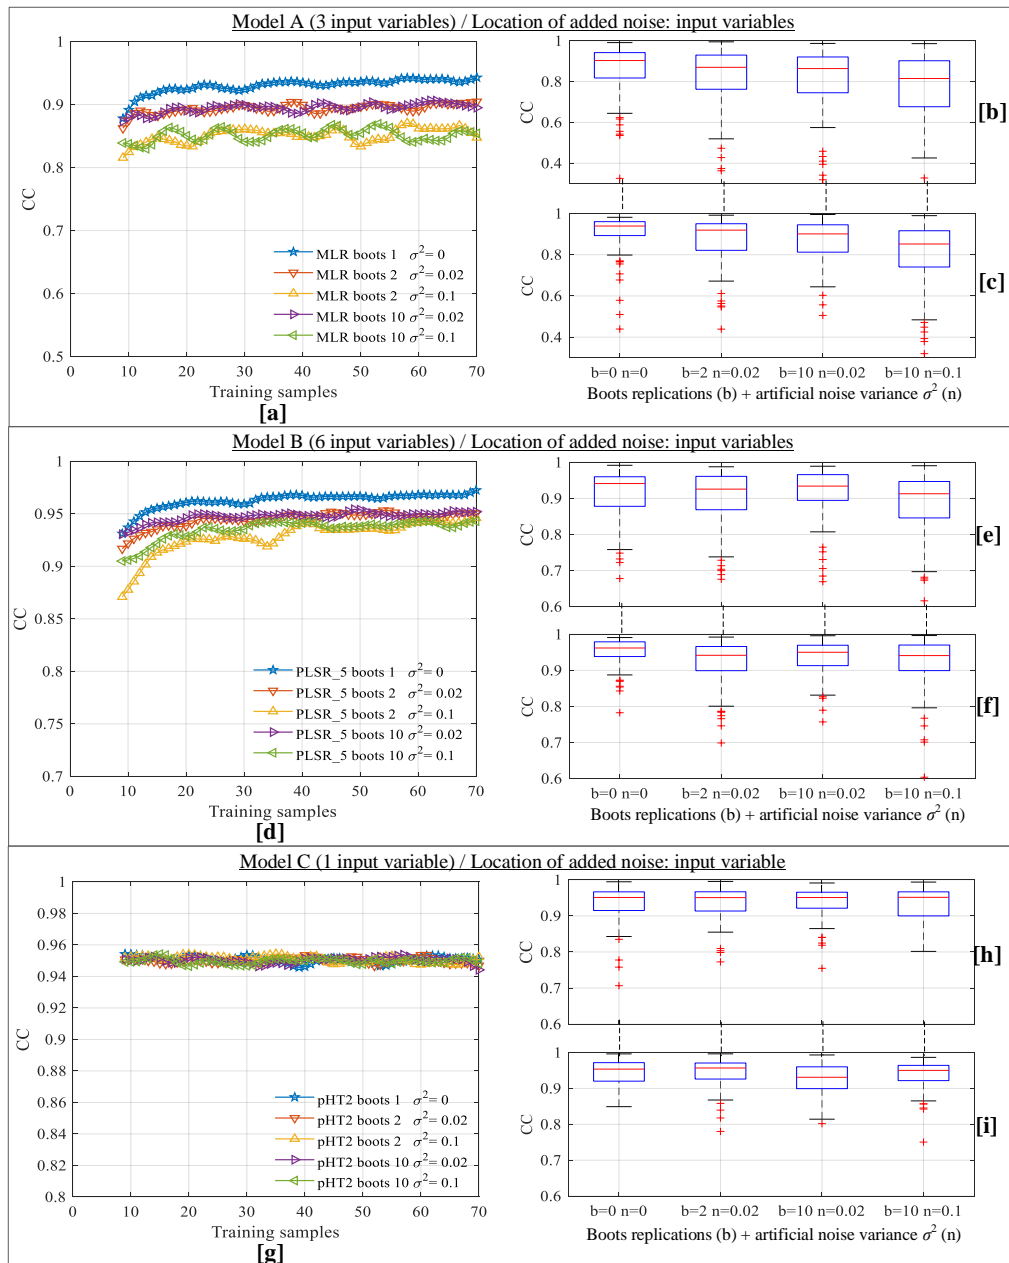 Model A (3 input variables) / Location of added noise: input variables
1
0.9
0.8
0.7
0.6
0.5
CC
0
10
20
30
40
50
60
70
Training samples
MLR boots 1 σ²= 0
MLR boots 2 σ²= 0.02
MLR boots 2 σ²= 0.1
MLR boots 10 σ²= 0.02
MLR boots 10 σ²= 0.1
[a]
1
0.8
0.6
0.4
CC
[b]
1
0.8
0.6
0.4
CC
[c]
b=0 n=0
b=2 n=0.02
b=10 n=0.02
b=10 n=0.1
Boots replications (b) + artificial noise variance σ² (n)
Model B (6 input variables) / Location of added noise: input variables
1
0.95
0.9
0.85
0.8
0.75
0.7
CC
0
10
20
30
40
50
60
70
Training samples
PLSR_5 boots 1 σ²= 0
PLSR_5 boots 2 σ²= 0.02
PLSR_5 boots 2 σ²= 0.1
PLSR_5 boots 10 σ²= 0.02
PLSR_5 boots 10 σ²= 0.1
[d]
1
0.9
0.8
0.7
0.6
CC
[e]
1
0.9
0.8
0.7
0.6
CC
[f]
b=0 n=0
b=2 n=0.02
b=10 n=0.02
b=10 n=0.1
Boots replications (b) + artificial noise variance σ² (n)
Model C (1 input variable) / Location of added noise: input variable
1
0.98
0.96
0.94
0.92
0.9
0.88
0.86
0.84
0.82
0.8
CC
0
10
20
30
40
50
60
70
Training samples
pHT2 boots 1 σ²= 0
pHT2 boots 2 σ²= 0.02
pHT2 boots 2 σ²= 0.1
pHT2 boots 10 σ²= 0.02
pHT2 boots 10 σ²= 0.1
[g]
1
0.9
0.8
0.7
0.6
CC
[h]
1
0.9
0.8
0.7
0.6
CC
[i]
b=0 n=0
b=2 n=0.02
b=10 n=0.02
b=10 n=0.1
Boots replications (b) + artificial noise variance σ² (n)